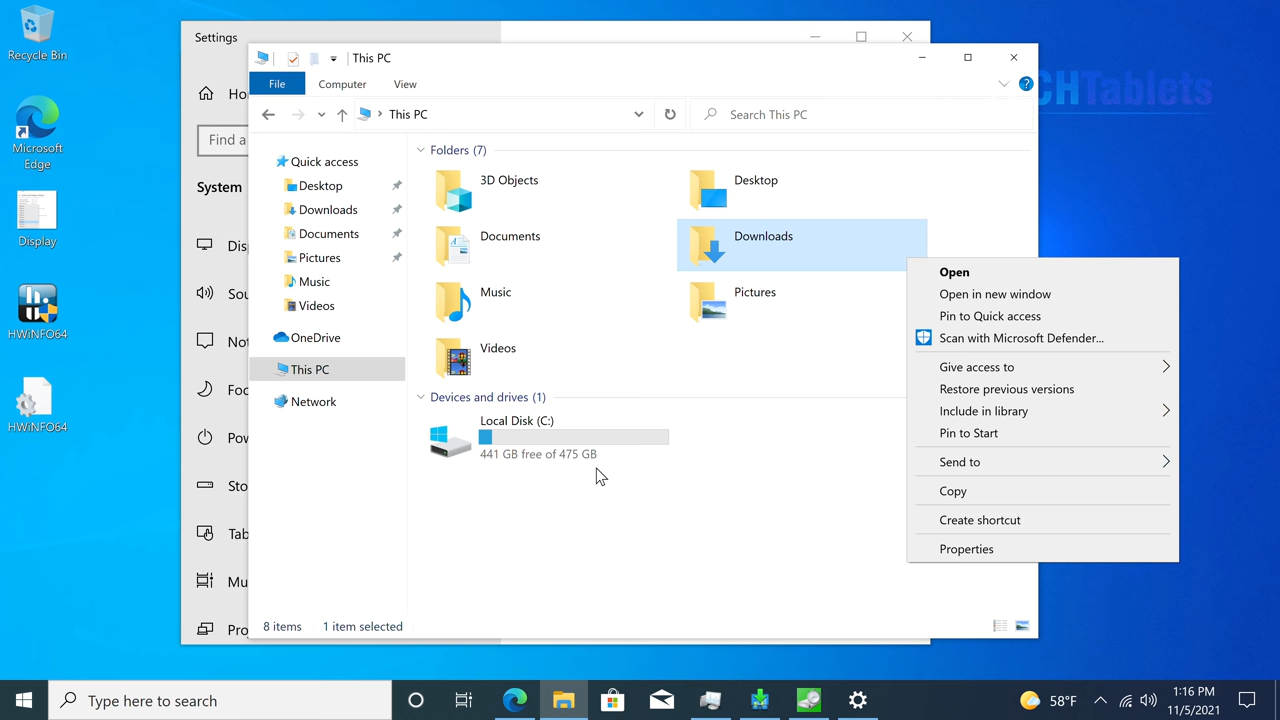 Recycle Bin
Microsoft
Edge
Display
HWiNFO64
HWiNFO64
Settings
Find a
System
This PC
File
Computer
View
This PC
Search This PC
CHTablets
Quick access
Desktop
Downloads
Documents
Pictures
Music
Videos
OneDrive
This PC
Network
Folders (7)
3D Objects
Desktop
Documents
Downloads
Music
Pictures
Videos
Devices and drives (1)
Local Disk (C:)
441 GB free of 475 GB
8 items
1 item selected
Open
Open in new window
Pin to Quick access
Scan with Microsoft Defender...
Give access to
Restore previous versions
Include in library
Pin to Start
Send to
Copy
Create shortcut
Properties
Type here to search
58°F
1:16 PM
11/5/2021